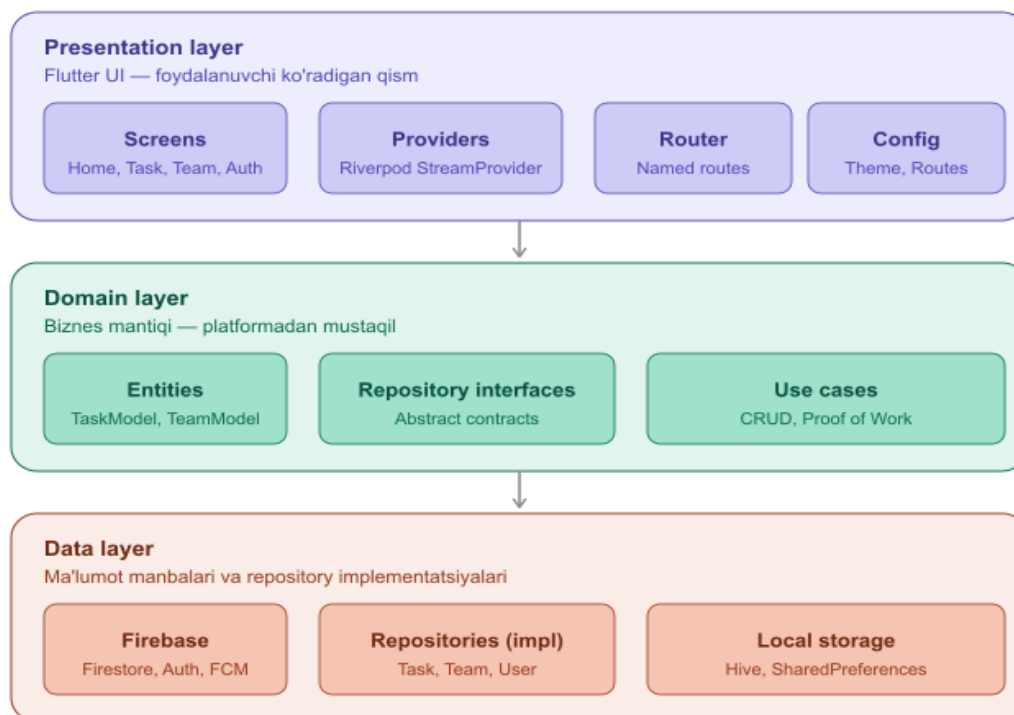 Presentation layer
Flutter UI — foydalanuvchi ko'radigan qism
Screens
Home, Task, Team, Auth
Providers
Riverpod StreamProvider
Router
Named routes
Config
Theme, Routes
Domain layer
Biznes mantiqi — platformadan mustaqil
Entities
TaskModel, TeamModel
Repository interfaces
Abstract contracts
Use cases
CRUD, Proof of Work
Data layer
Ma'lumot manbalari va repository implementatsiyalari
Firebase
Firestore, Auth, FCM
Repositories (impl)
Task, Team, User
Local storage
Hive, SharedPreferences